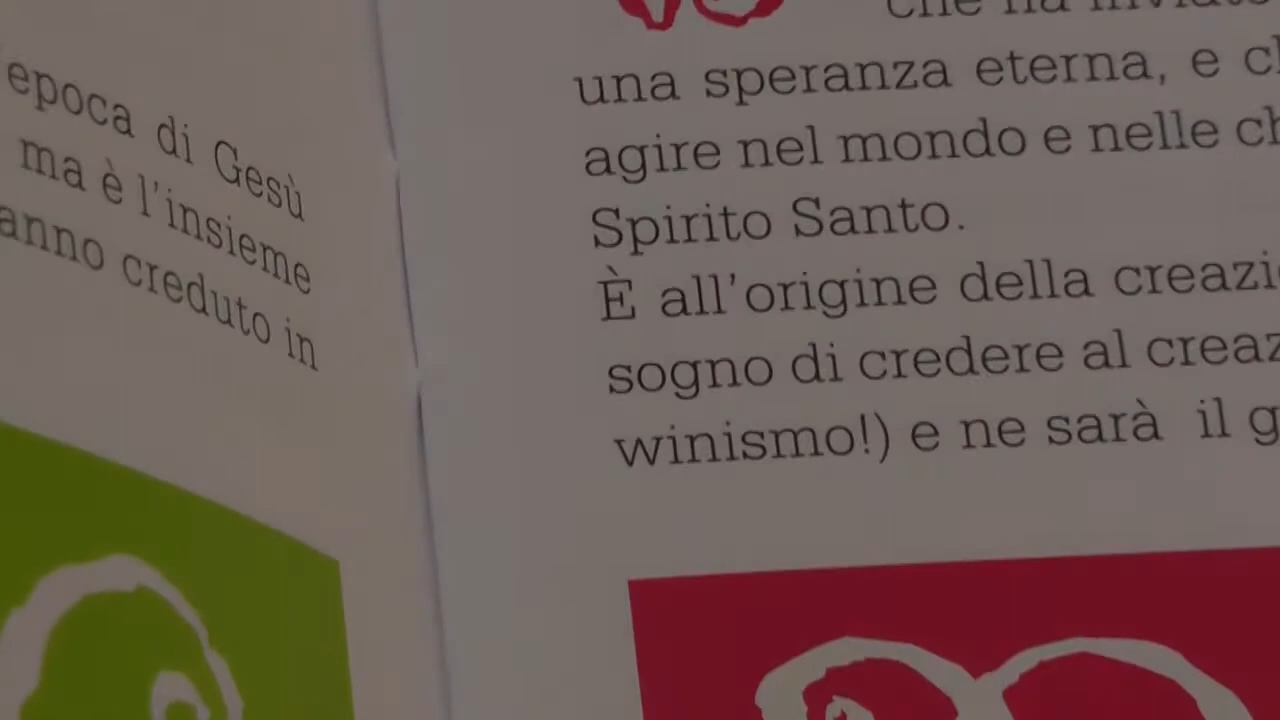 epoca di Gesù
ma è l'insieme
anno creduto in
una speranza eterna, e
agire nel mondo e nelle
Spirito Santo.
È all'origine della
sogno di credere al
winismo!) e ne sarà il